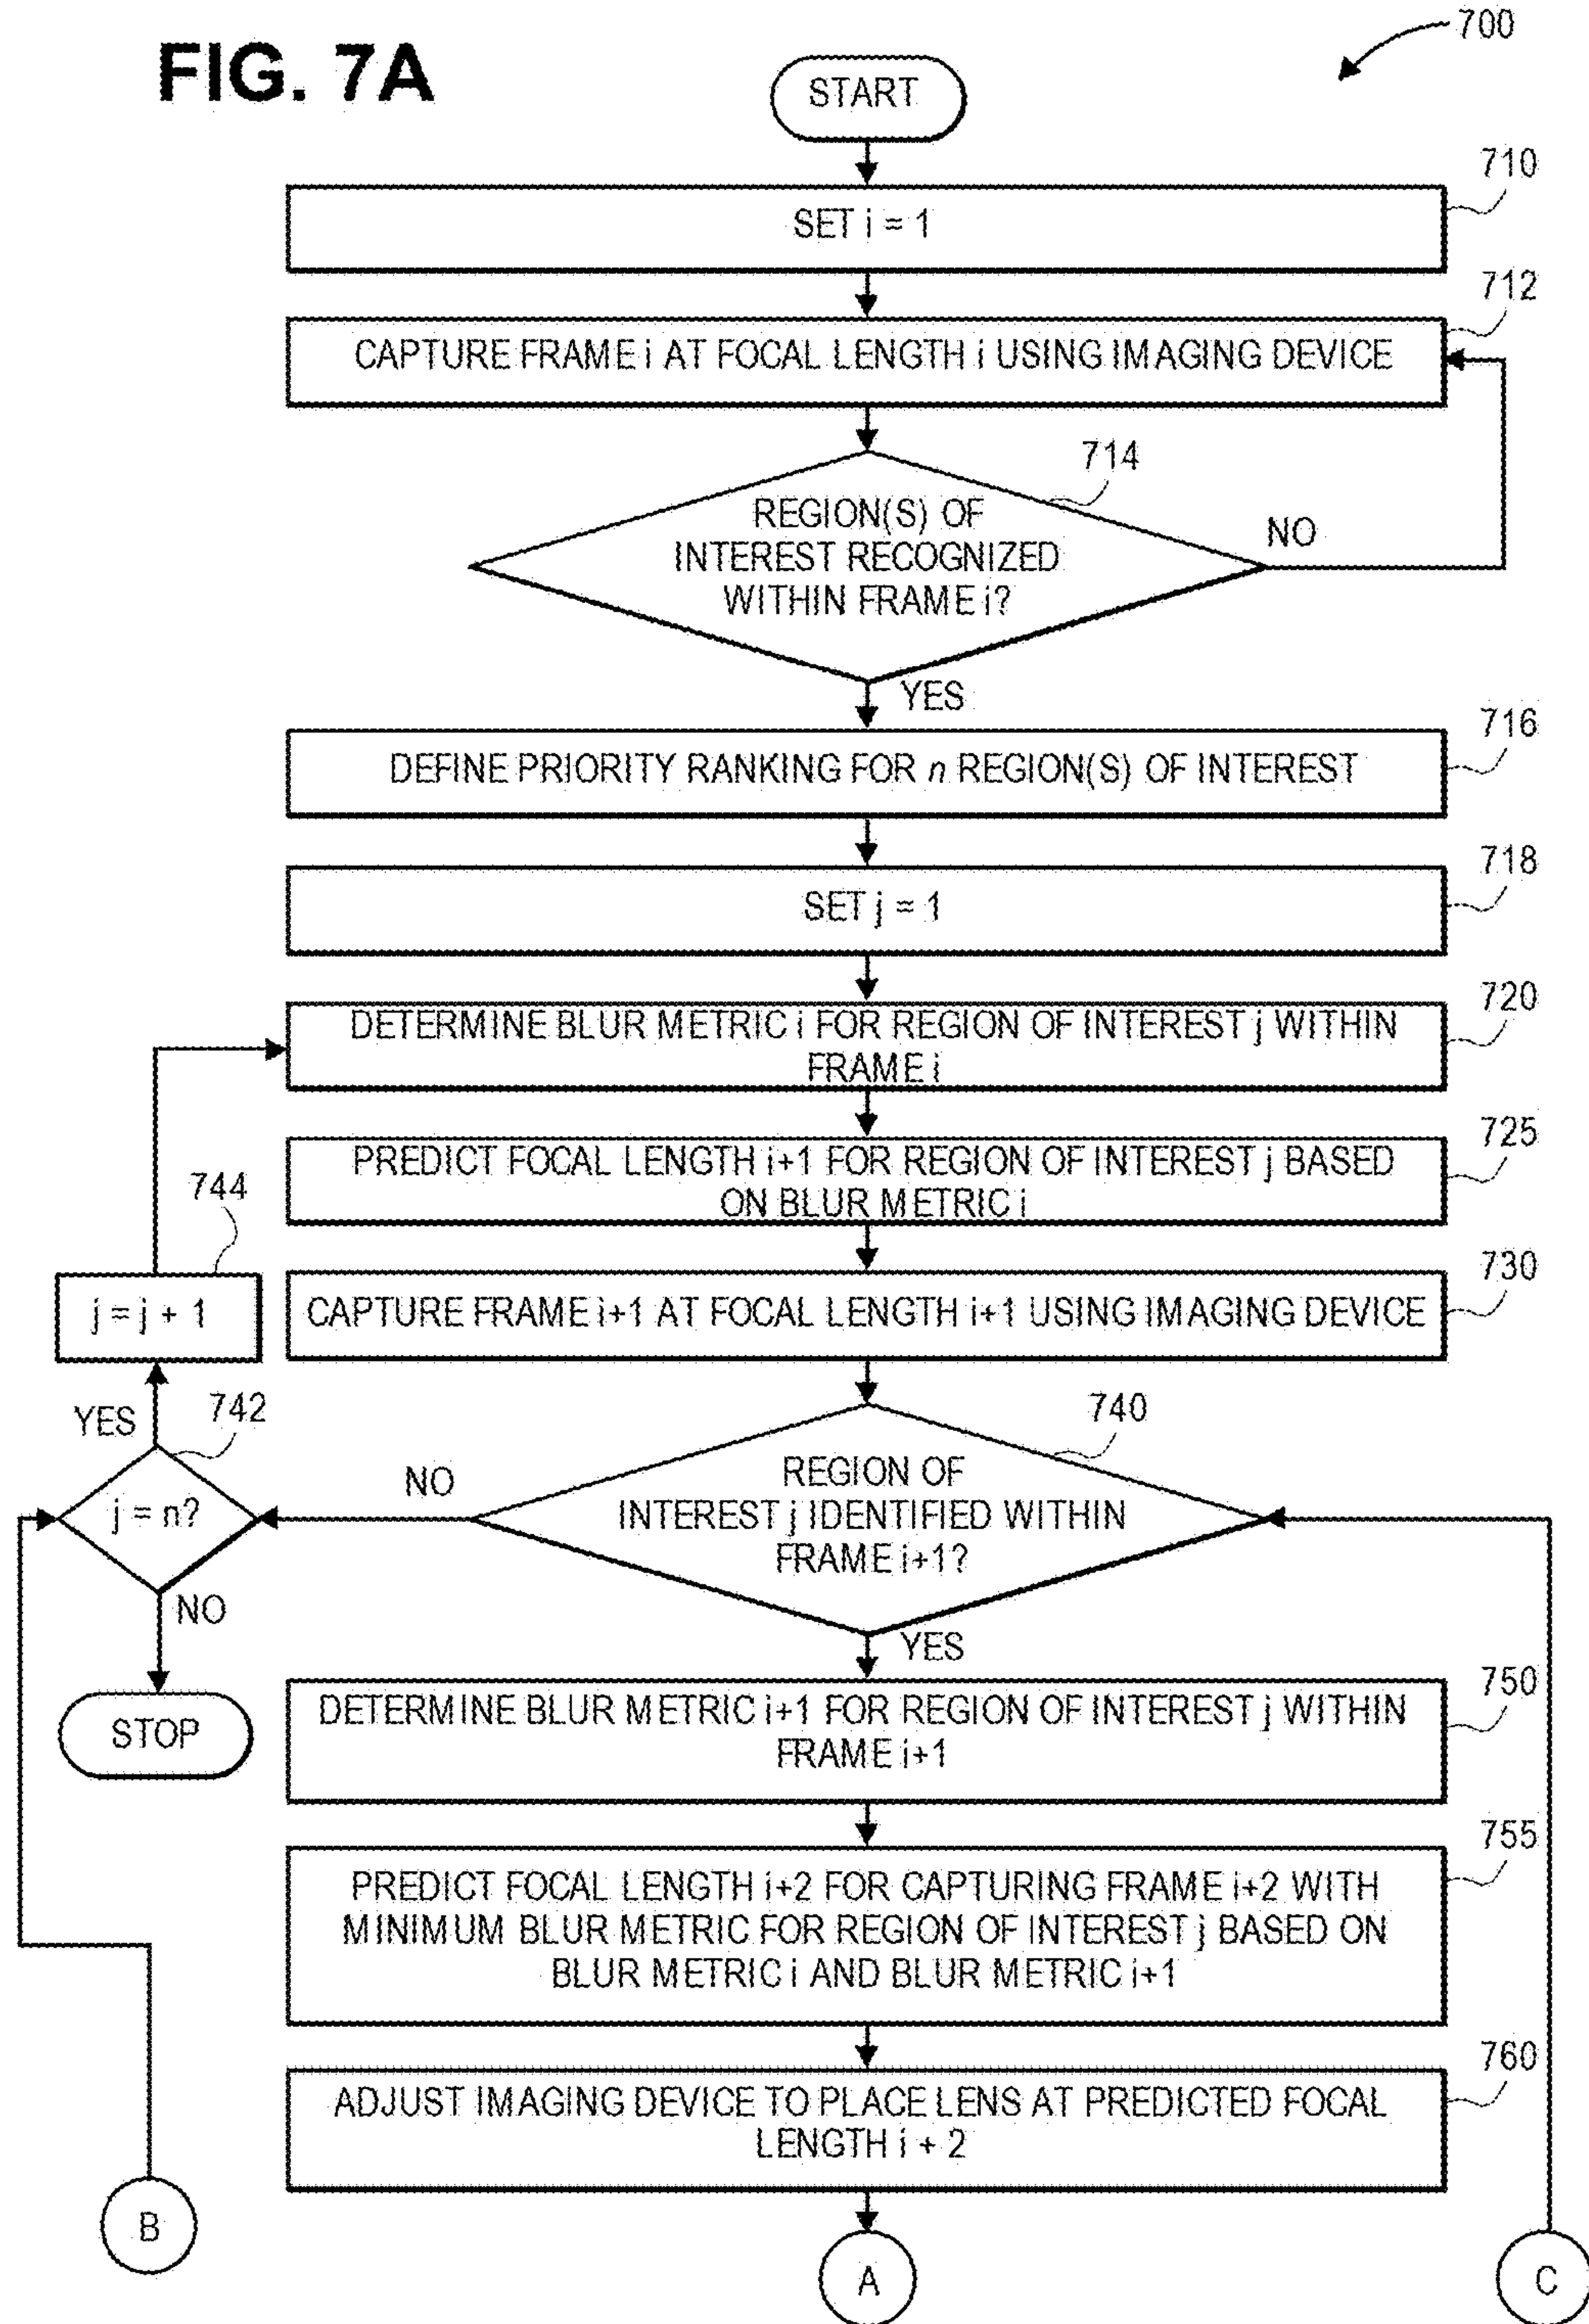 FIG. 7A
700
START
710
SET i = 1
712
CAPTURE FRAME i AT FOCAL LENGTH i USING IMAGING DEVICE
714
REGION(S) OF
INTEREST RECOGNIZED
WITHIN FRAME i?
NO
YES
716
DEFINE PRIORITY RANKING FOR n REGION(S) OF INTEREST
718
SET j = 1
720
DETERMINE BLUR METRIC i FOR REGION OF INTEREST j WITHIN
FRAME i
725
PREDICT FOCAL LENGTH i+1 FOR REGION OF INTEREST j BASED
ON BLUR METRIC i
744
j = j + 1
730
CAPTURE FRAME i+1 AT FOCAL LENGTH i+1 USING IMAGING DEVICE
YES
742
j = n?
NO
STOP
740
NO
REGION OF
INTEREST j IDENTIFIED WITHIN
FRAME i+1?
YES
750
DETERMINE BLUR METRIC i+1 FOR REGION OF INTEREST j WITHIN
FRAME i+1
755
PREDICT FOCAL LENGTH i+2 FOR CAPTURING FRAME i+2 WITH
MINIMUM BLUR METRIC FOR REGION OF INTEREST j BASED ON
BLUR METRIC i AND BLUR METRIC i+1
760
ADJUST IMAGING DEVICE TO PLACE LENS AT PREDICTED FOCAL
LENGTH i + 2
B
A
C